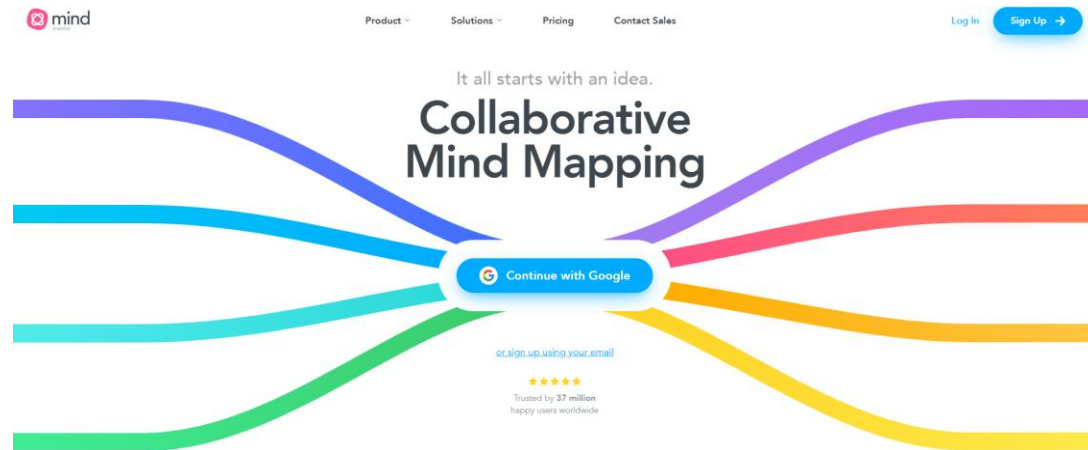 mind
Product
Solutions
Pricing
Contact Sales
Log In
Sign Up
It all starts with an idea.
Collaborative
Mind Mapping
Continue with Google
or sign up using your email
Trusted by 37 million
happy users worldwide